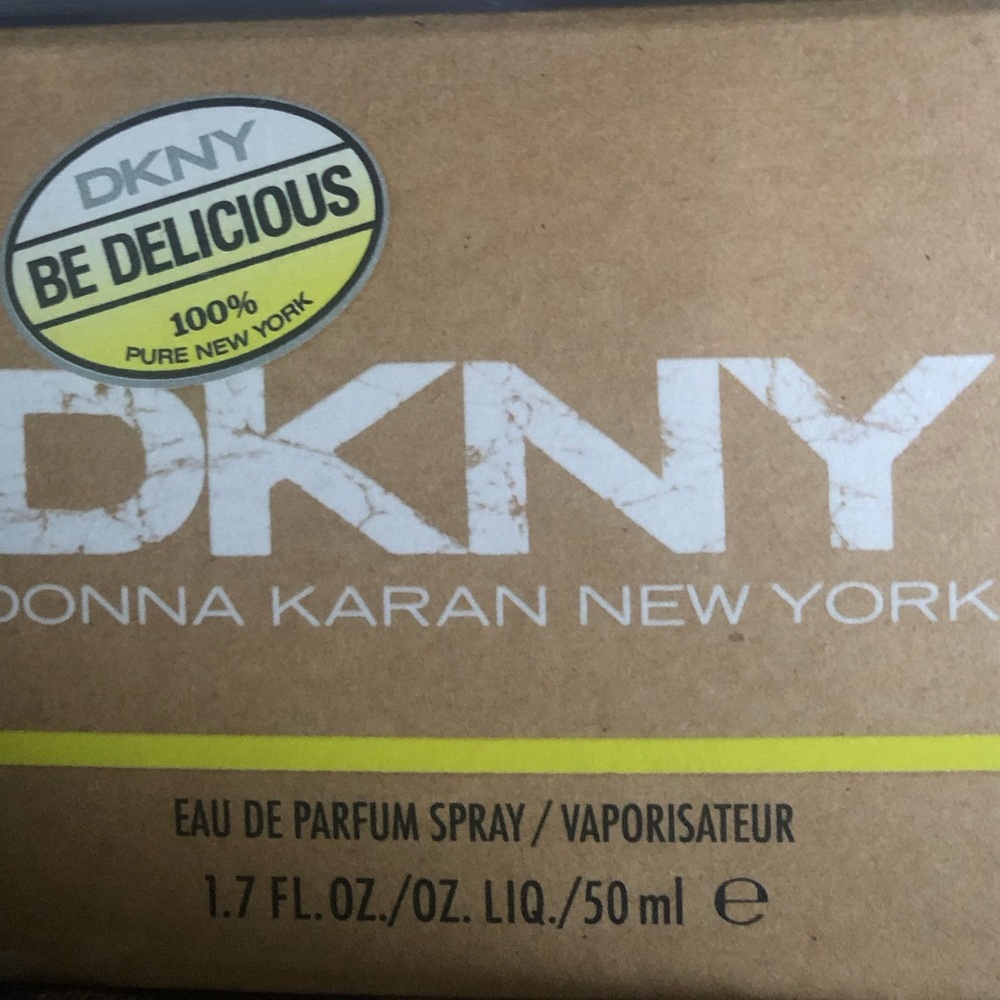 DKNY
BE DELICIOUS
100%
PURE NEW YORK
DKNY
DONNA KARAN NEW YORK
EAU DE PARFUM SPRAY / VAPORISATEUR
1.7 FL. OZ./OZ. LIQ./50 ml ℮